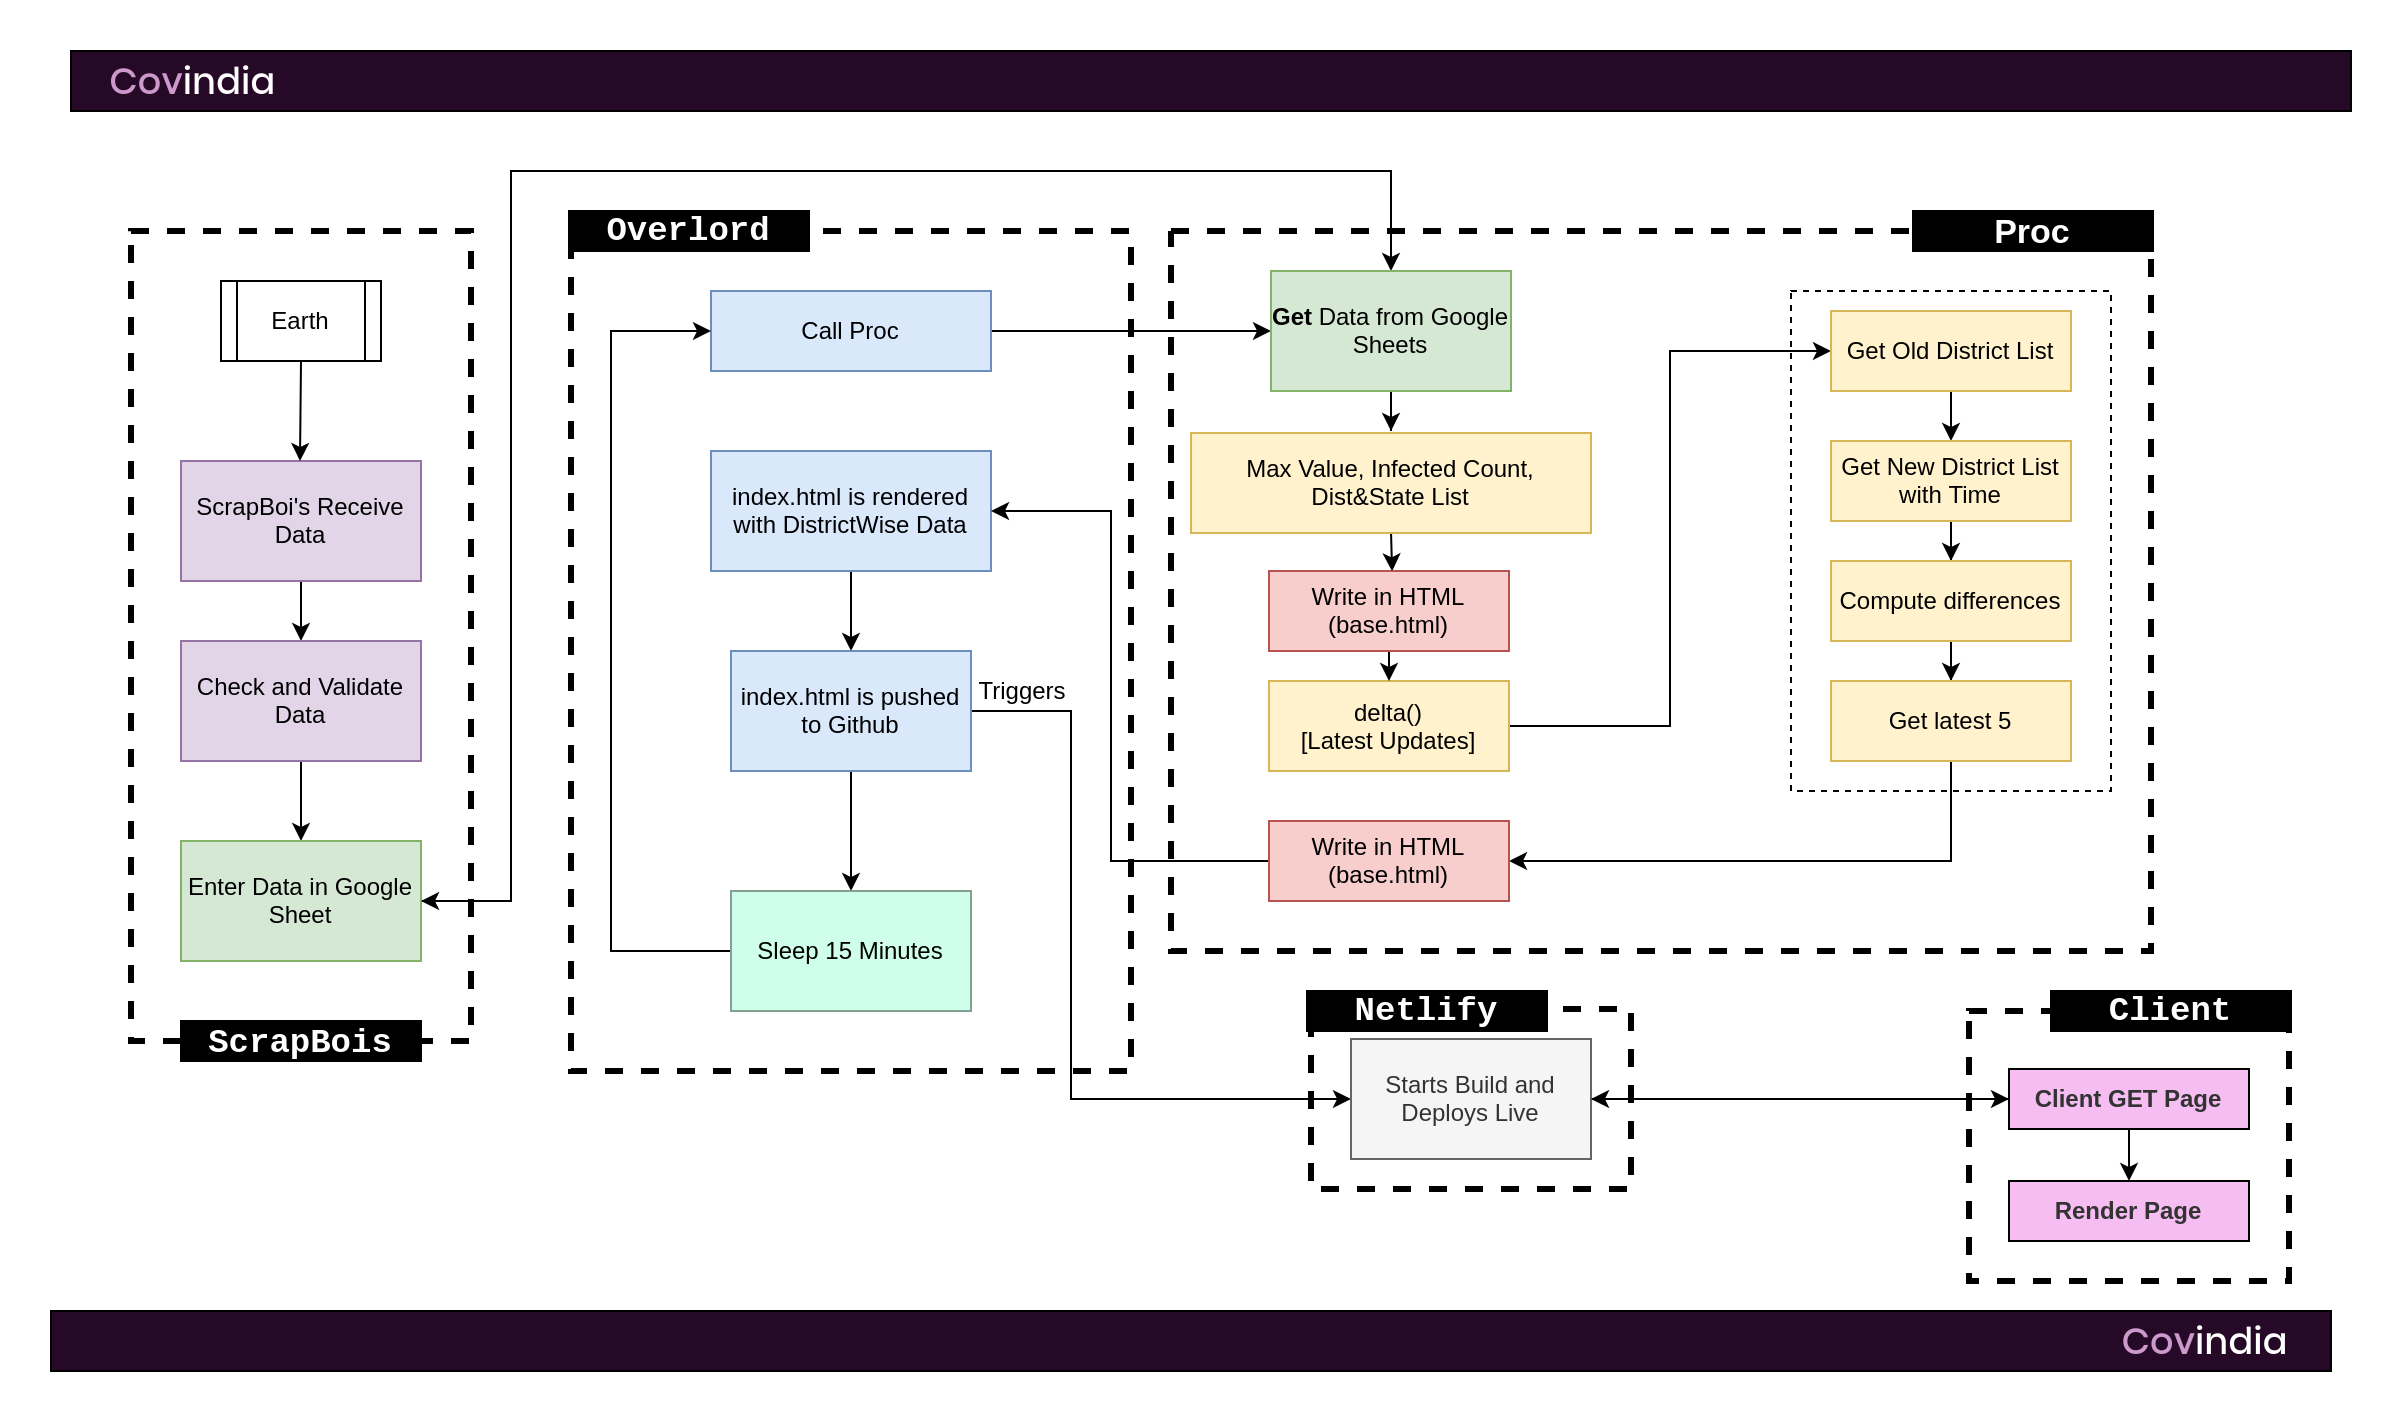 Covindia
Earth
ScrapBoi's Receive
Data
Check and Validate
Data
Enter Data in Google
Sheet
ScrapBois
Overlord
Call Proc
index.html is rendered
with DistrictWise Data
index.html is pushed
to Github
Triggers
Sleep 15 Minutes
Proc
Get Data from Google
Sheets
Max Value, Infected Count,
Dist&State List
Write in HTML
(base.html)
delta()
[Latest Updates]
Write in HTML
(base.html)
Get Old District List
Get New District List
with Time
Compute differences
Get latest 5
Netlify
Starts Build and
Deploys Live
Client
Client GET Page
Render Page
Covindia